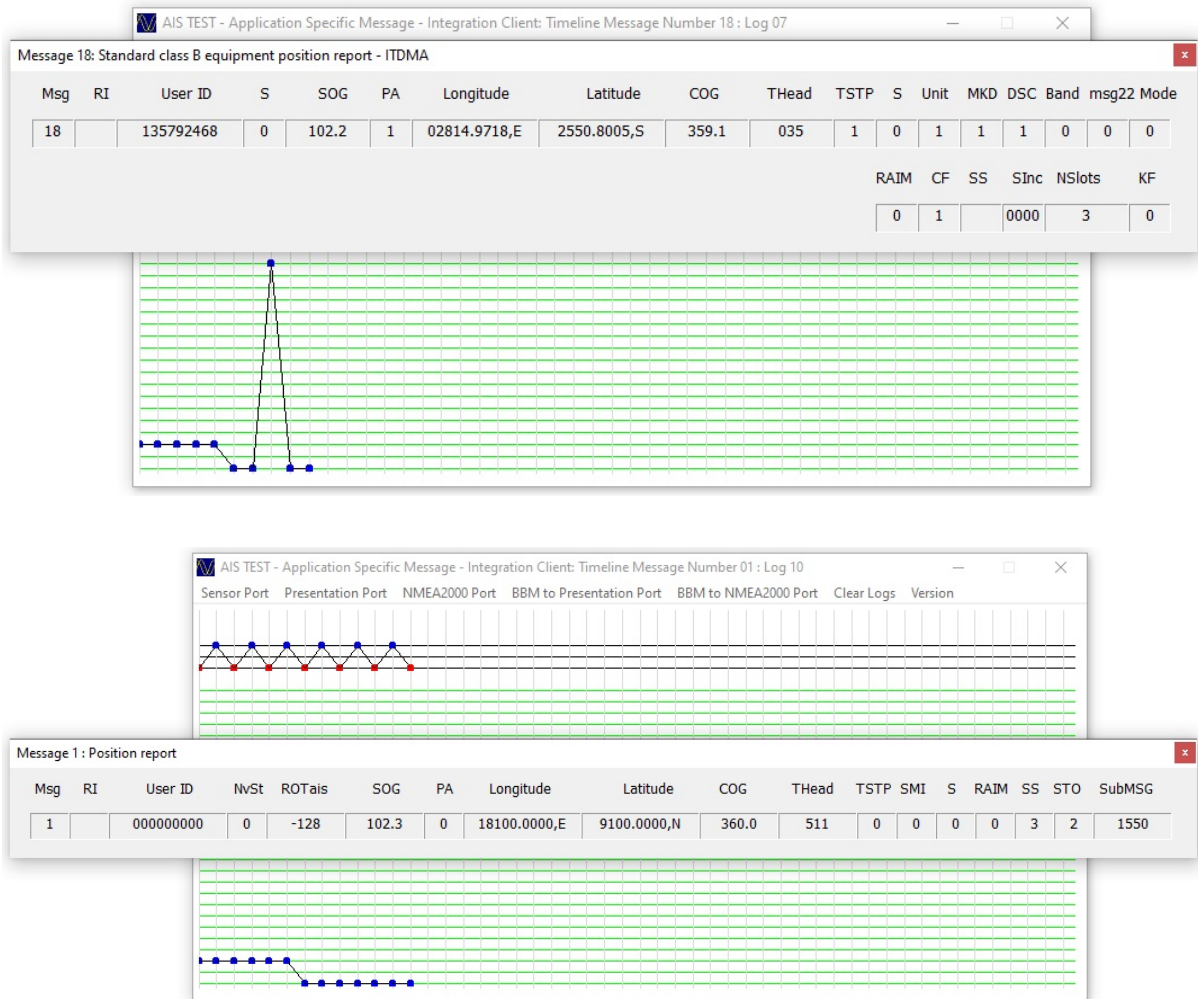 AIS TEST - Application Specific Message - Integration Client: Timeline Message Number 18 : Log 07
Message 18: Standard class B equipment position report - ITDMA
Msg RI User ID S SOG PA Longitude Latitude COG THead TSTP S Unit MKD DSC Band msg22 Mode
18 135792468 0 102.2 1 02814.9718,E 2550.8005,S 359.1 035 1 0 1 1 1 0 0 0
RAIM CF SS SInc NSlots KF
0 1 0000 3 0
AIS TEST - Application Specific Message - Integration Client: Timeline Message Number 01 : Log 10
Sensor Port Presentation Port NMEA2000 Port BBM to Presentation Port BBM to NMEA2000 Port Clear Logs Version
Message 1 : Position report
Msg RI User ID NvSt ROTais SOG PA Longitude Latitude COG THead TSTP SMI S RAIM SS STO SubMSG
1 000000000 0 -128 102.3 0 18100.0000,E 9100.0000,N 360.0 511 0 0 0 0 3 2 1550